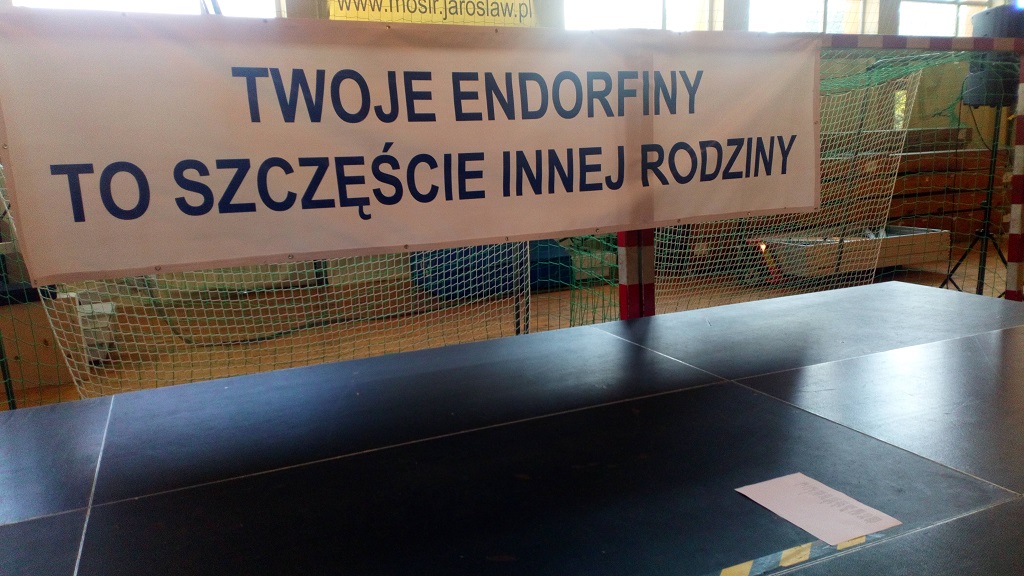 www.mosir.jaroslaw.pl
TWOJE ENDORFINY
TO SZCZĘŚCIE INNEJ RODZINY